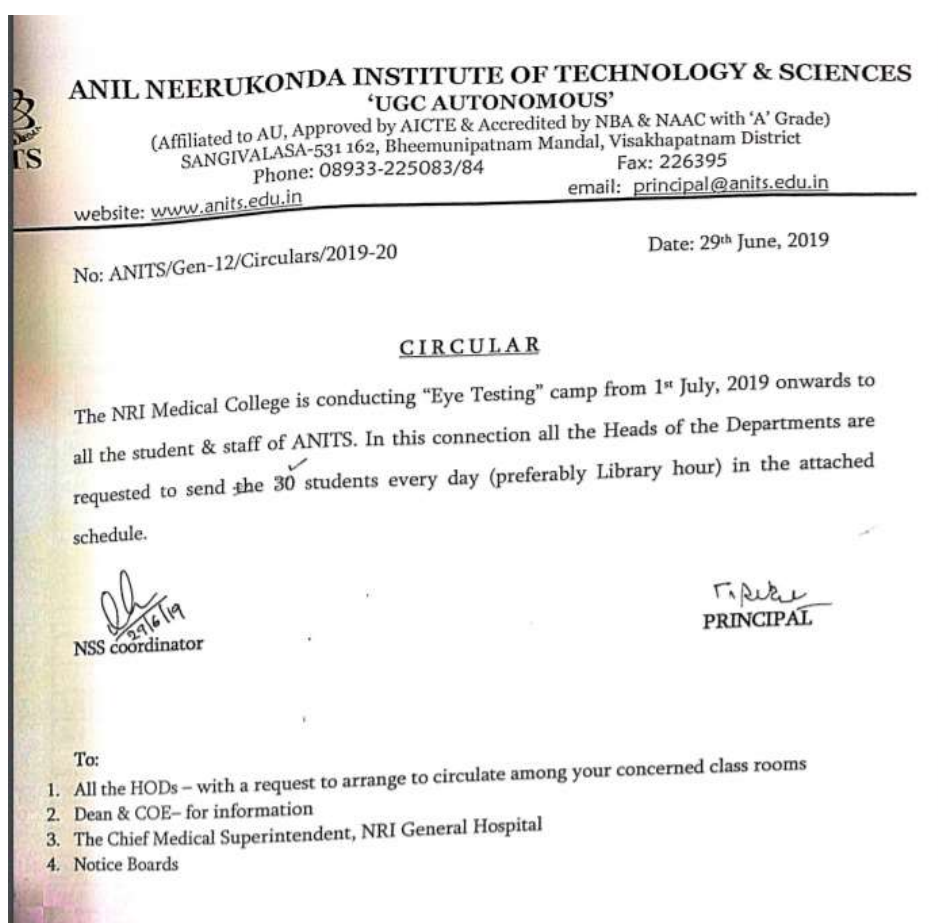 ANIL NEERUKONDA INSTITUTE OF TECHNOLOGY & SCIENCES
'UGC AUTONOMOUS'
(Affiliated to AU, Approved by AICTE & Accredited by NBA & NAAC with 'A' Grade)
SANGIVALASA-531 162, Bheemunipatnam Mandal, Visakhapatnam District
Phone: 08933-225083/84 Fax: 226395
website: www.anits.edu.in email: principal@anits.edu.in
No: ANITS/Gen-12/Circulars/2019-20 Date: 29th June, 2019
CIRCULAR
The NRI Medical College is conducting "Eye Testing" camp from 1st July, 2019 onwards to
all the student & staff of ANITS. In this connection all the Heads of the Departments are
requested to send the 30 students every day (preferably Library hour) in the attached
schedule.
29/6/19
NSS coordinator PRINCIPAL
To:
1. All the HODs – with a request to arrange to circulate among your concerned class rooms
2. Dean & COE– for information
3. The Chief Medical Superintendent, NRI General Hospital
4. Notice Boards